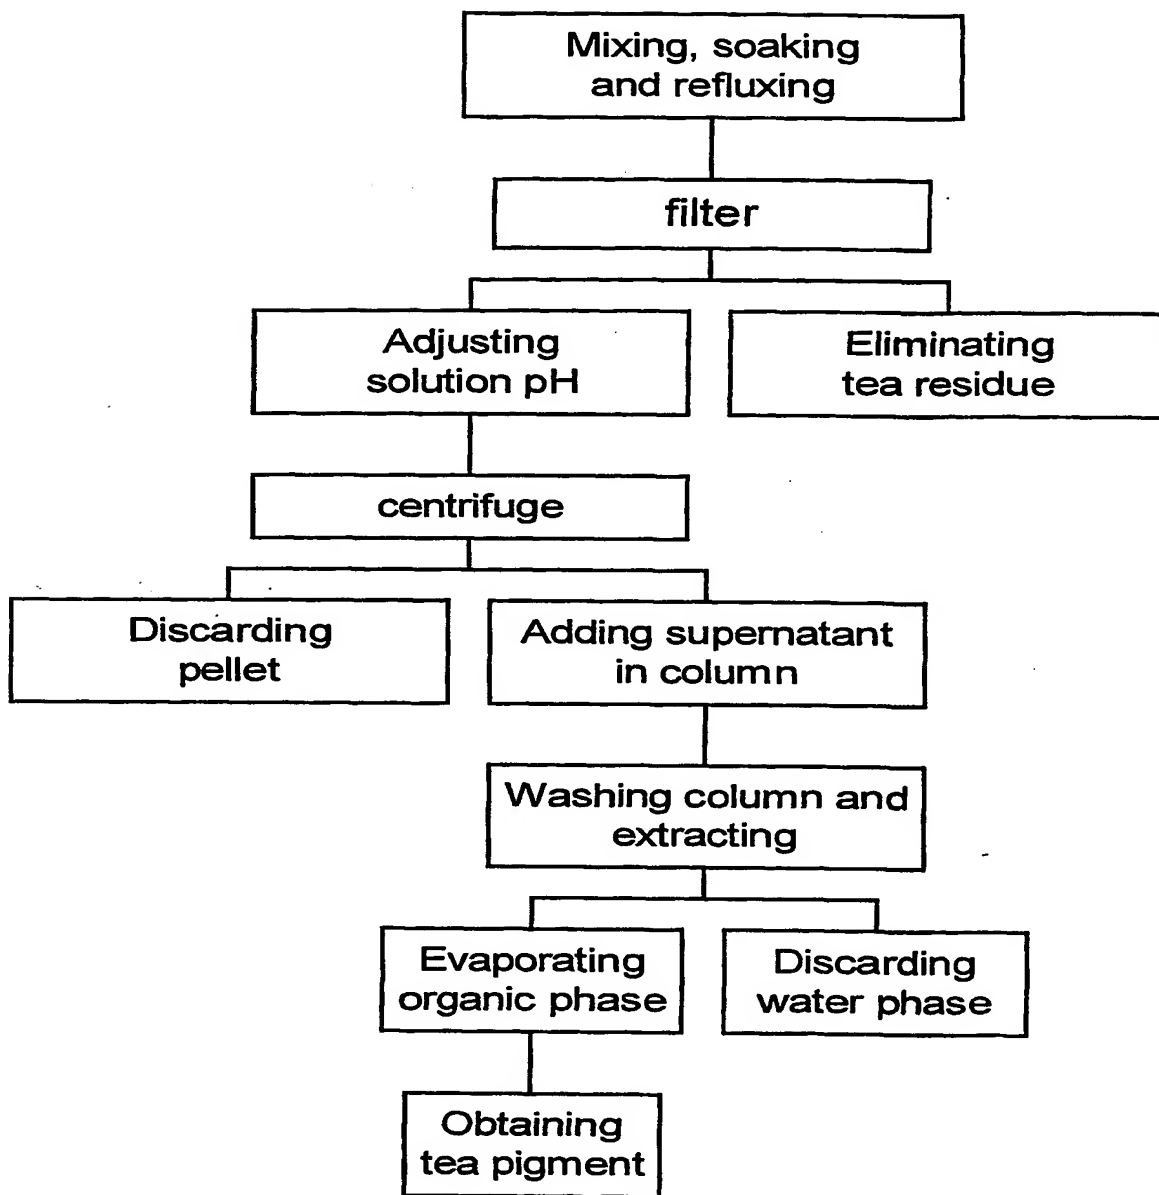 Mixing, soaking
and refluxing
filter
Adjusting
solution pH
Eliminating
tea residue
centrifuge
Discarding
pellet
Adding supernatant
in column
Washing column and
extracting
Evaporating
organic phase
Discarding
water phase
Obtaining
tea pigment